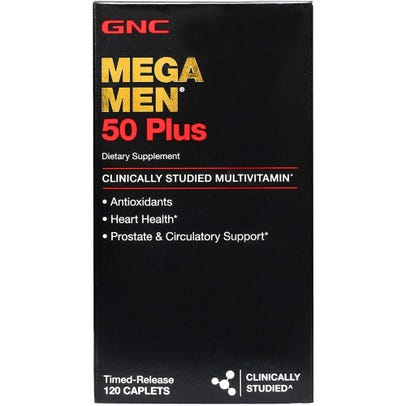 GNC
MEGA
MEN®
50 Plus
Dietary Supplement
CLINICALLY STUDIED MULTIVITAMIN*
• Antioxidants
• Heart Health*
• Prostate & Circulatory Support*
Timed-Release
120 CAPLETS
CLINICALLY
STUDIED^